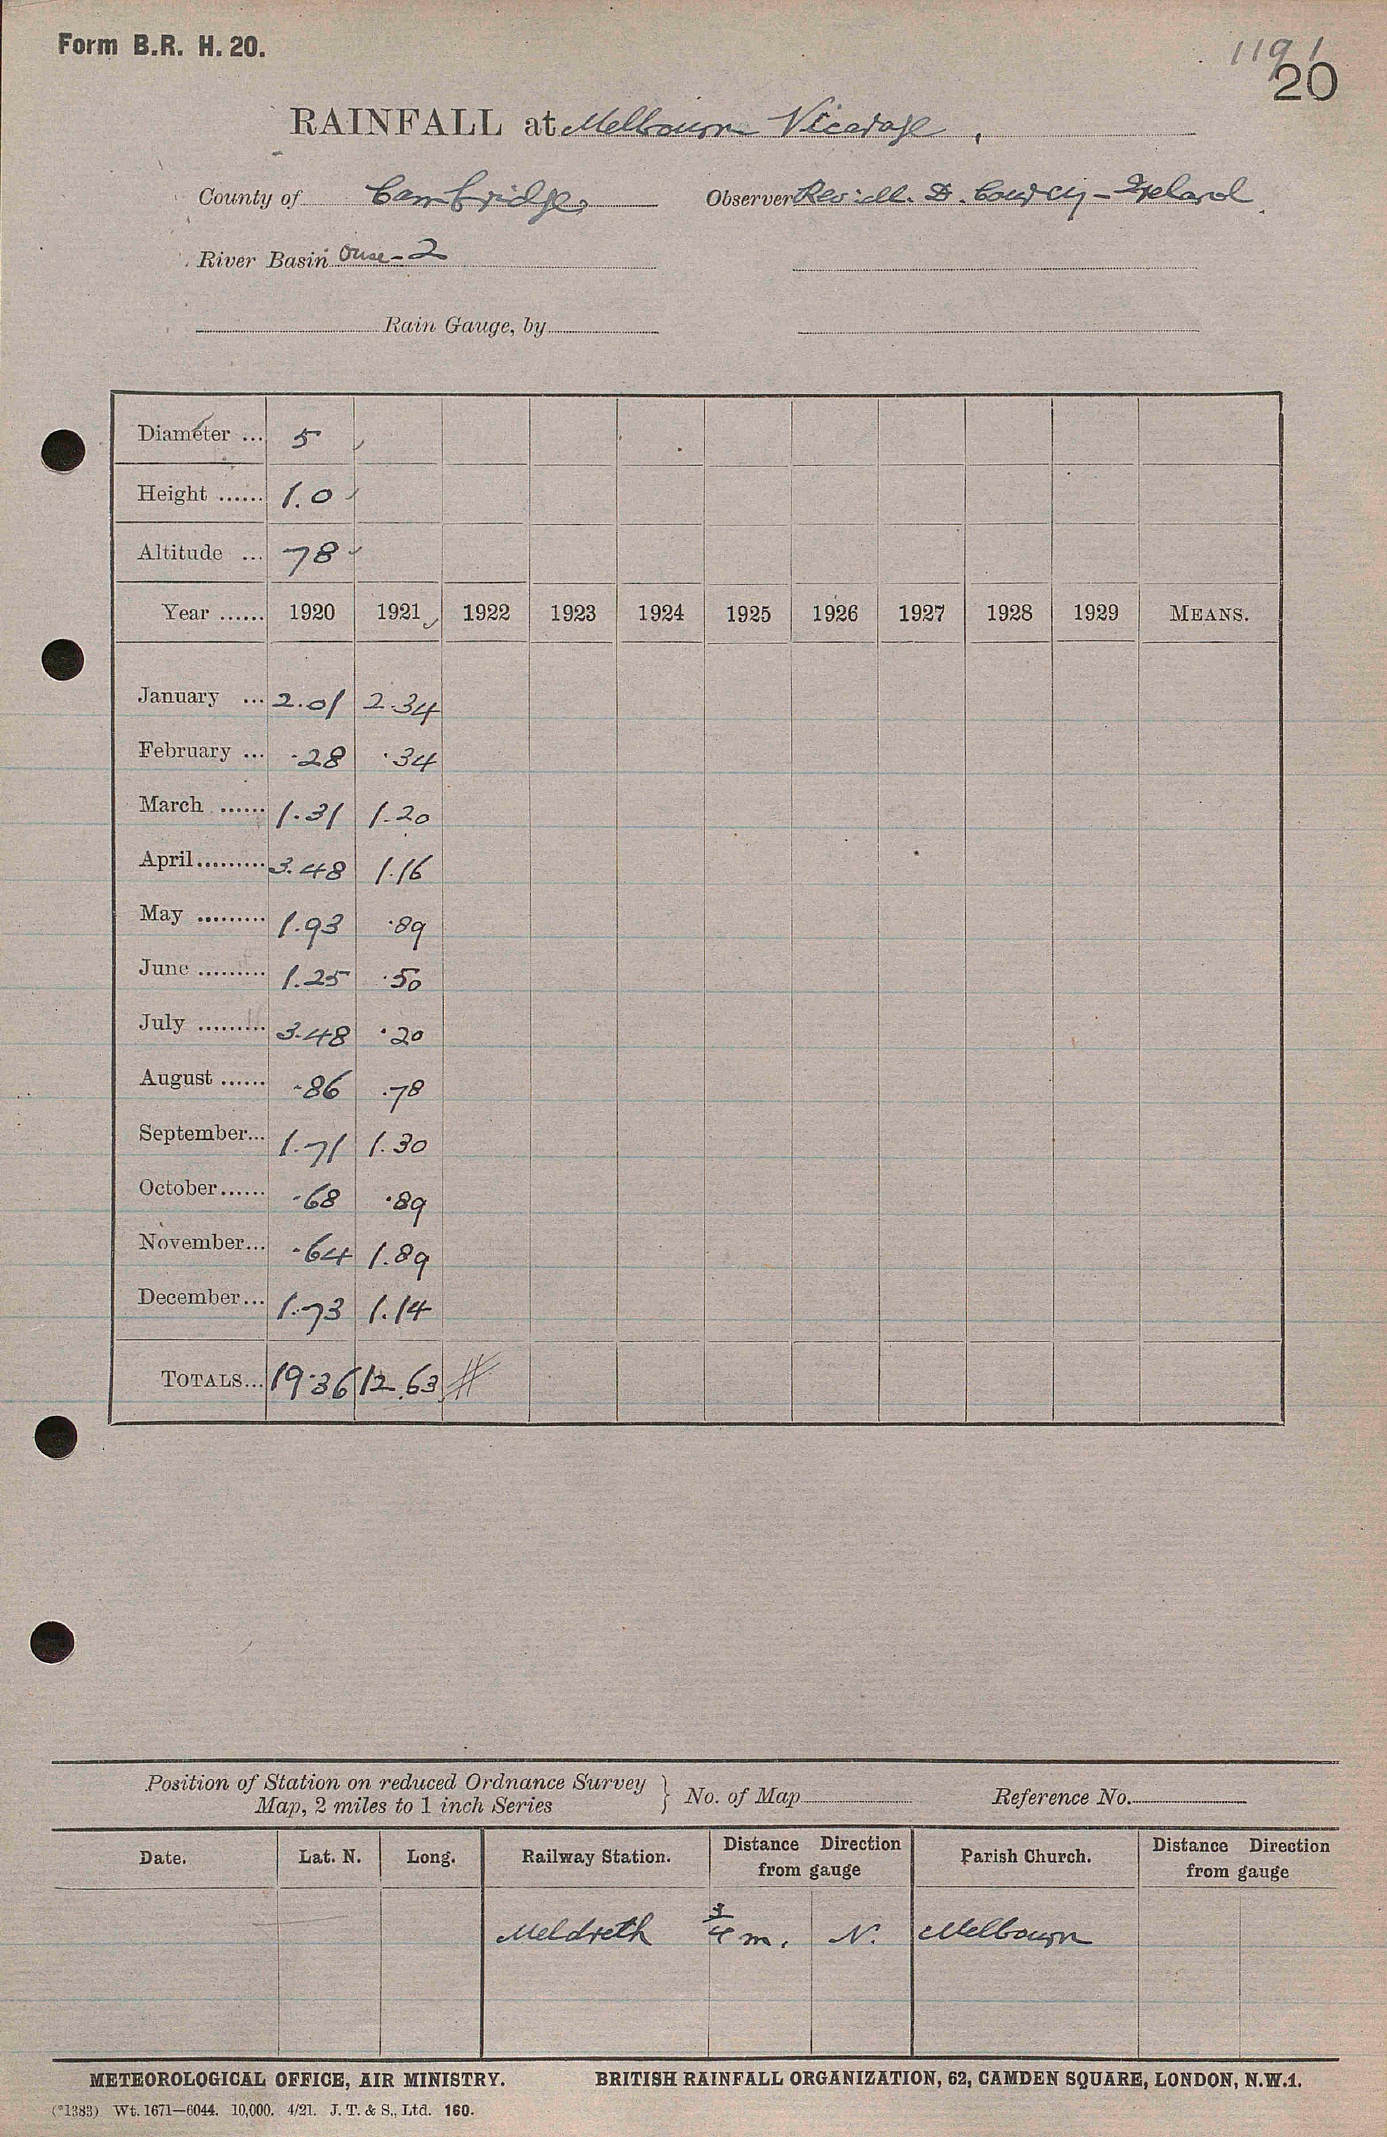 Form B.R. H. 20.
1191
20
RAINFALL at Melbourn Vicarage.
County of Cambridge Observer Rev.
River Basin Ouse - 2
Rain Gauge, by
Diameter ... 5
Height ...... 1.0
Altitude ... 78
Year ...... 1920 1921 1922 1923 1924 1925 1926 1927 1928 1929 MEANS.
January ... 2.01 2.34
February ... .28 .34
March ...... 1.31 1.20
April......... 3.48 1.16
May ......... 1.93 .89
June ......... 1.25 .50
July ......... 3.48 .20
August ...... .86 .78
September... 1.71 1.30
October...... .68 .89
November... .64 1.89
December... 1.73 1.14
TOTALS... 19.36 12.63
Position of Station on reduced Ordnance Survey
Map, 2 miles to 1 inch Series } No. of Map Reference No.
Date. Lat. N. Long. Railway Station. Distance Direction from gauge Parish Church. Distance Direction from gauge
Meldreth 3/4 m. N. Melbourn
METEOROLOGICAL OFFICE, AIR MINISTRY. BRITISH RAINFALL ORGANIZATION, 62, CAMDEN SQUARE, LONDON, N.W.1.
(*1383) Wt. 1671—6044. 10,000. 4/21. J. T. & S., Ltd. 160.